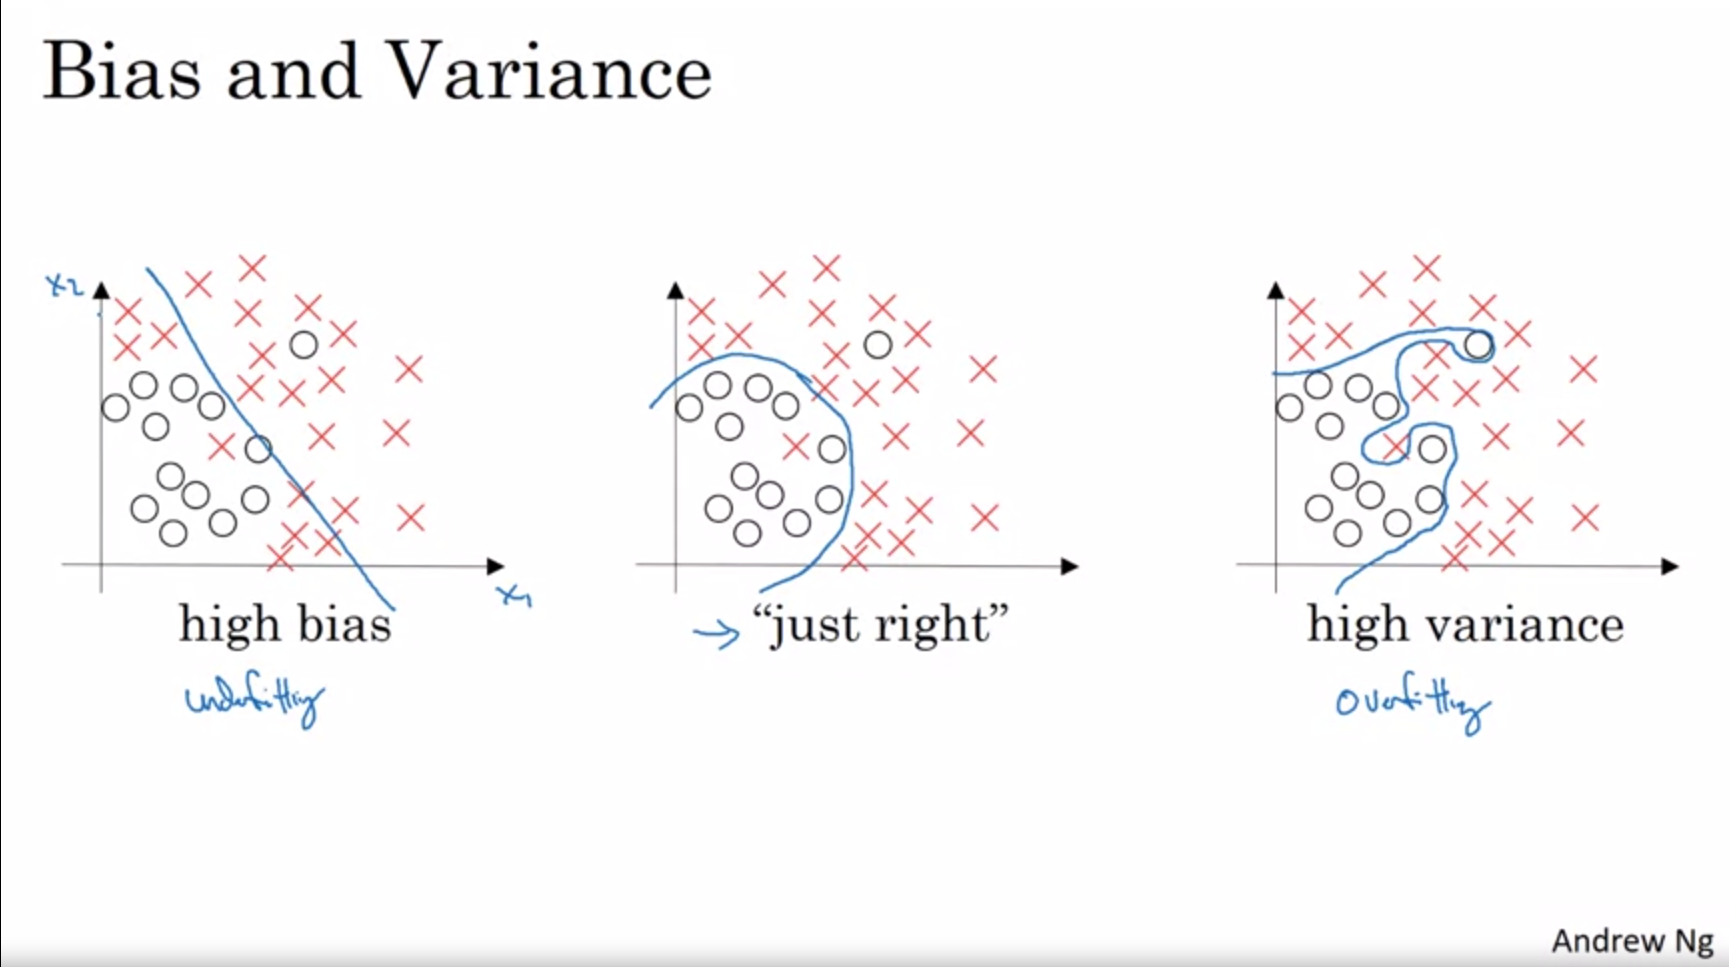 Bias and Variance
x2
x1
high bias
→ “just right”
high variance
underfitting
overfitting
Andrew Ng